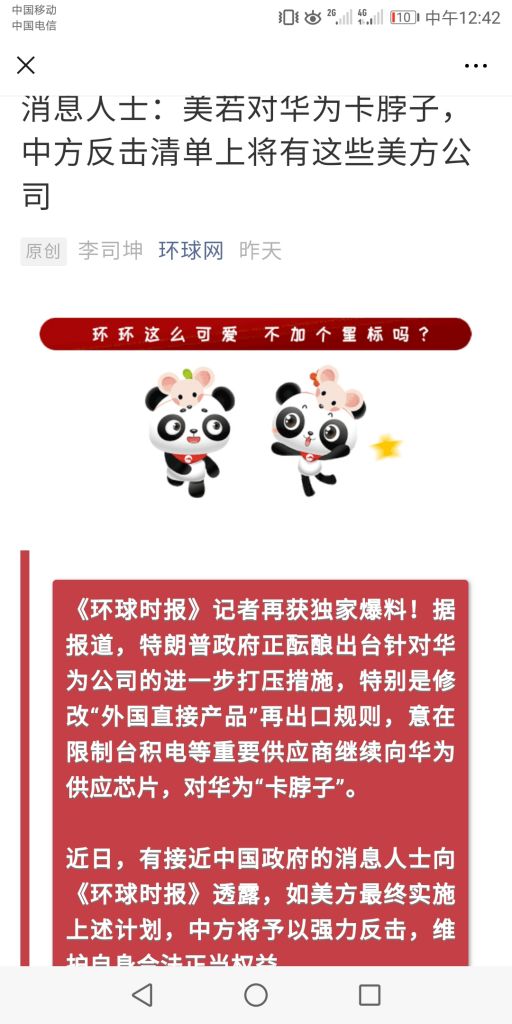 中国移动
中国电信
2G
4G
10
中午12:42
消息人士：美若对华为卡脖子，
中方反击清单上将有这些美方公
司
原创 李司坤 环球网 昨天
环环这么可爱 不加个星标吗？
《环球时报》记者再获独家爆料！据
报道，特朗普政府正酝酿出台针对华
为公司的进一步打压措施，特别是修
改“外国直接产品”再出口规则，意在
限制台积电等重要供应商继续向华为
供应芯片，对华为“卡脖子”。
近日，有接近中国政府的消息人士向
《环球时报》透露，如美方最终实施
上述计划，中方将予以强力反击，维
护自身合法正当权益